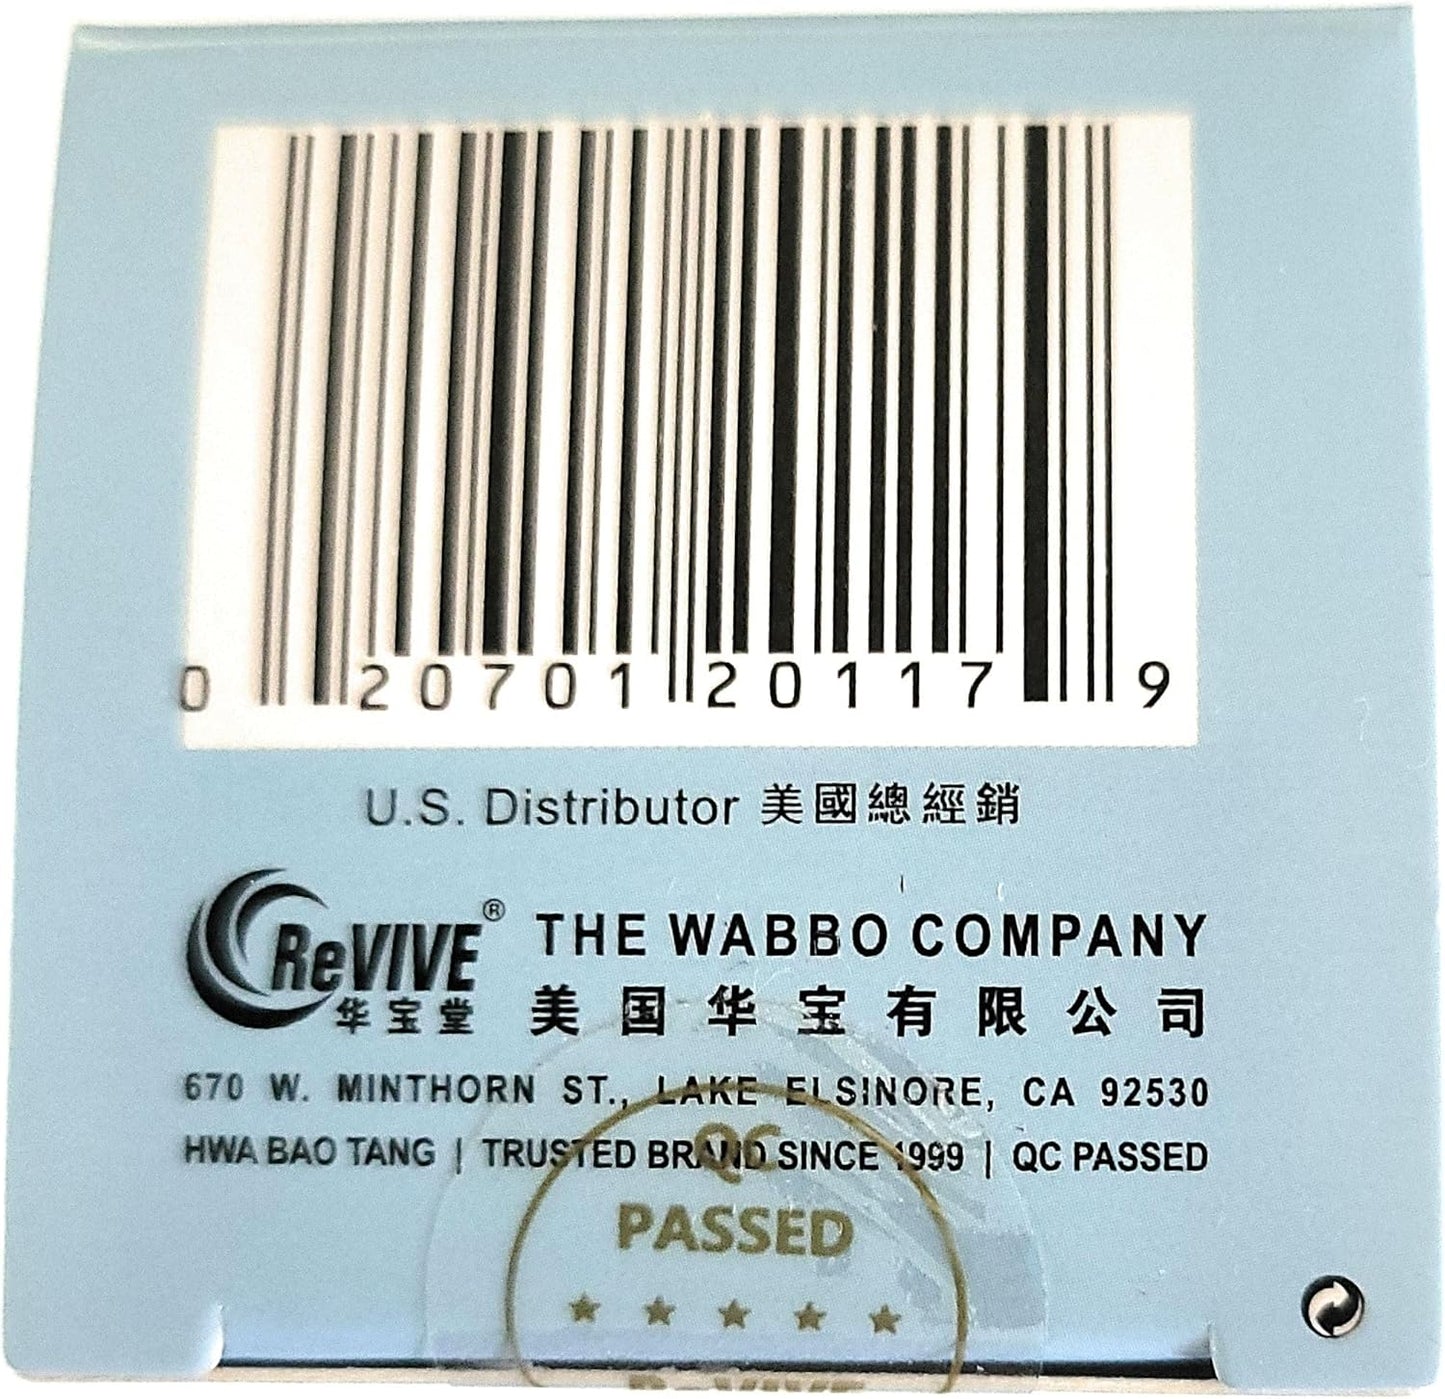 0 20701 20117 9
U.S. Distributor 美國總經銷
ReVIVE® THE WABBO COMPANY
华宝堂 美国华宝有限公司
670 W. MINTHORN ST., LAKE ELSINORE, CA 92530
HWA BAO TANG | TRUSTED BRAND SINCE 1999 | QC PASSED
QC
PASSED
ReVIVE